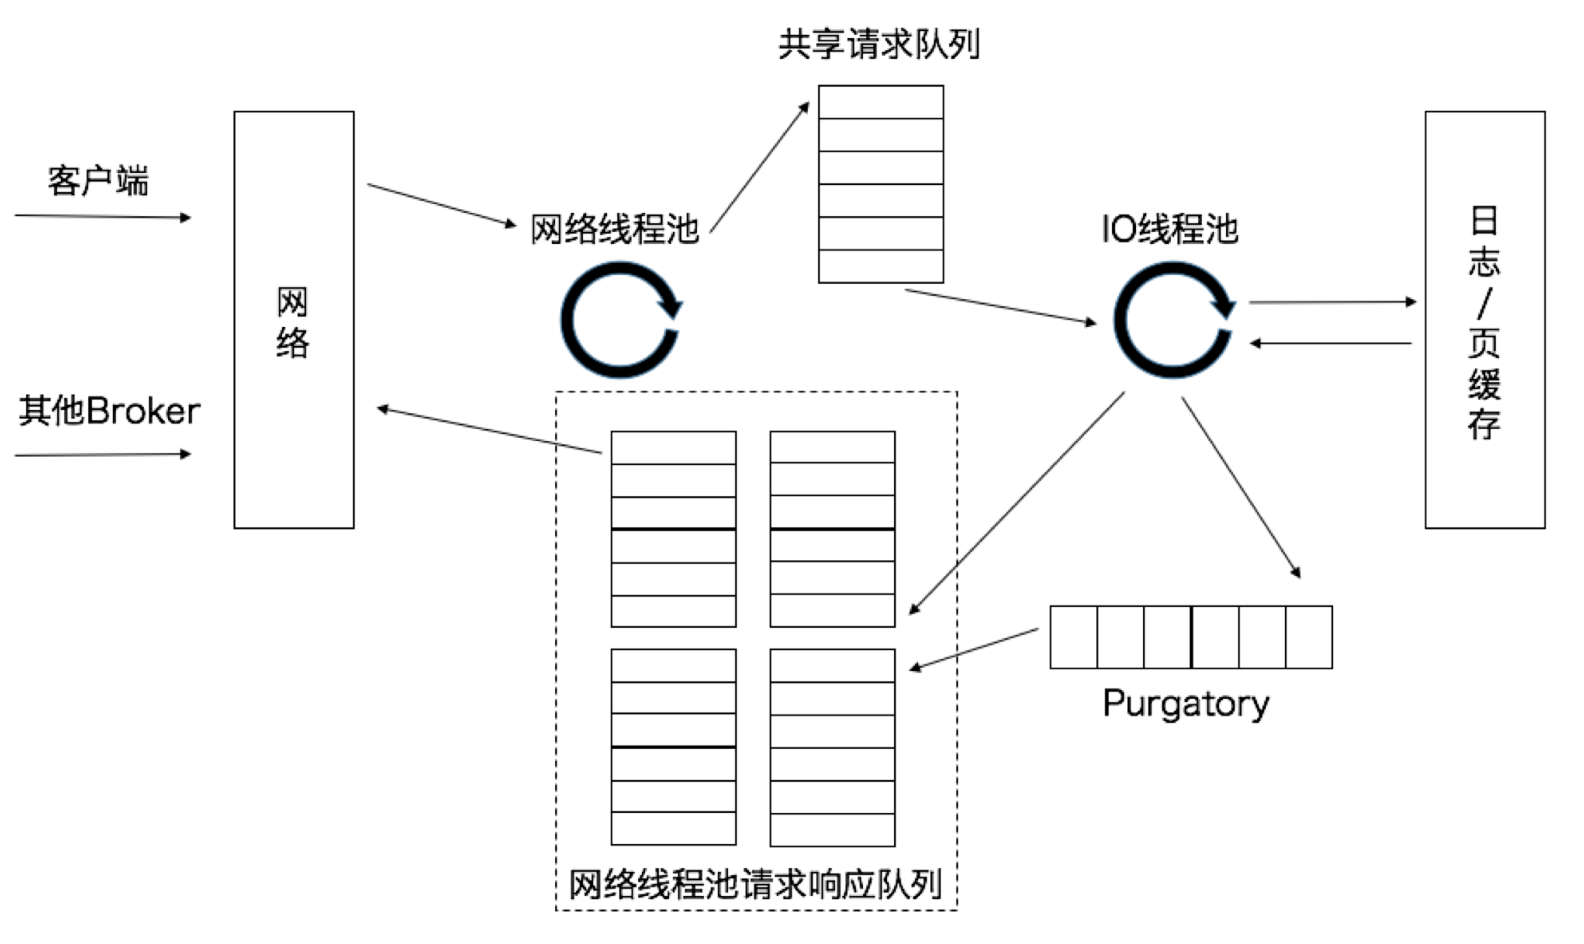 共享请求队列
客户端
网络线程池
IO线程池
网
络
日
志
/
页
缓
存
其他Broker
Purgatory
网络线程池请求响应队列